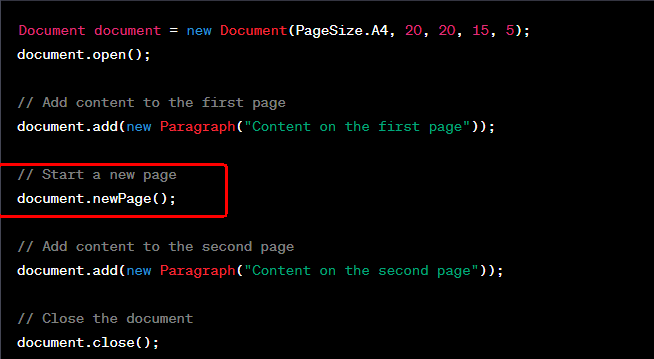 Document document = new Document(PageSize.A4, 20, 20, 15, 5);
document.open();
// Add content to the first page
document.add(new Paragraph("Content on the first page"));
// Start a new page
document.newPage();
// Add content to the second page
document.add(new Paragraph("Content on the second page"));
// Close the document
document.close();